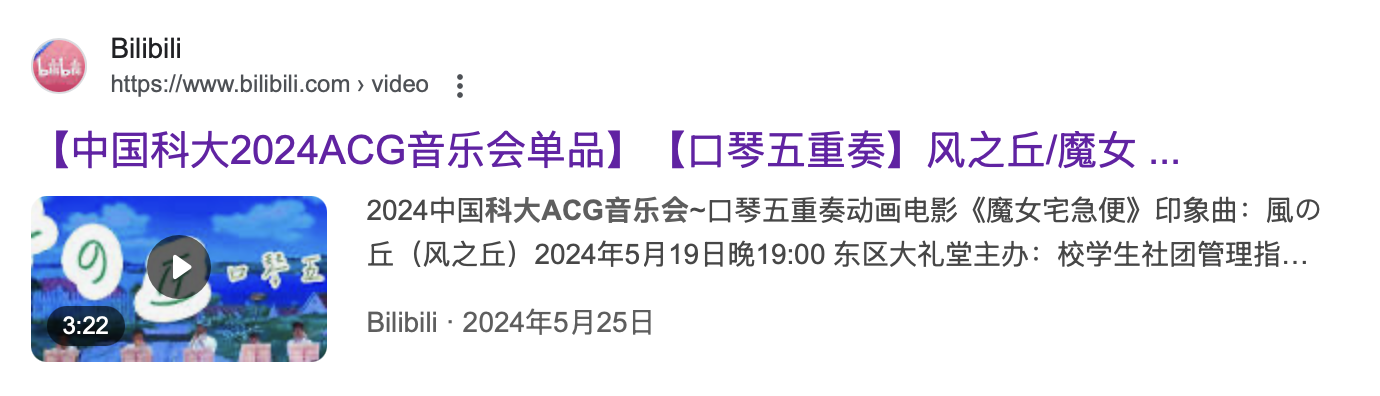 Bilibili
https://www.bilibili.com › video
【中国科大2024ACG音乐会单品】【口琴五重奏】风之丘/魔女 ...
2024中国科大ACG音乐会~口琴五重奏动画电影《魔女宅急便》印象曲：風の
丘（风之丘）2024年5月19日晚19:00 东区大礼堂主办：校学生社团管理指...
の 丘 口琴五
3:22
Bilibili · 2024年5月25日